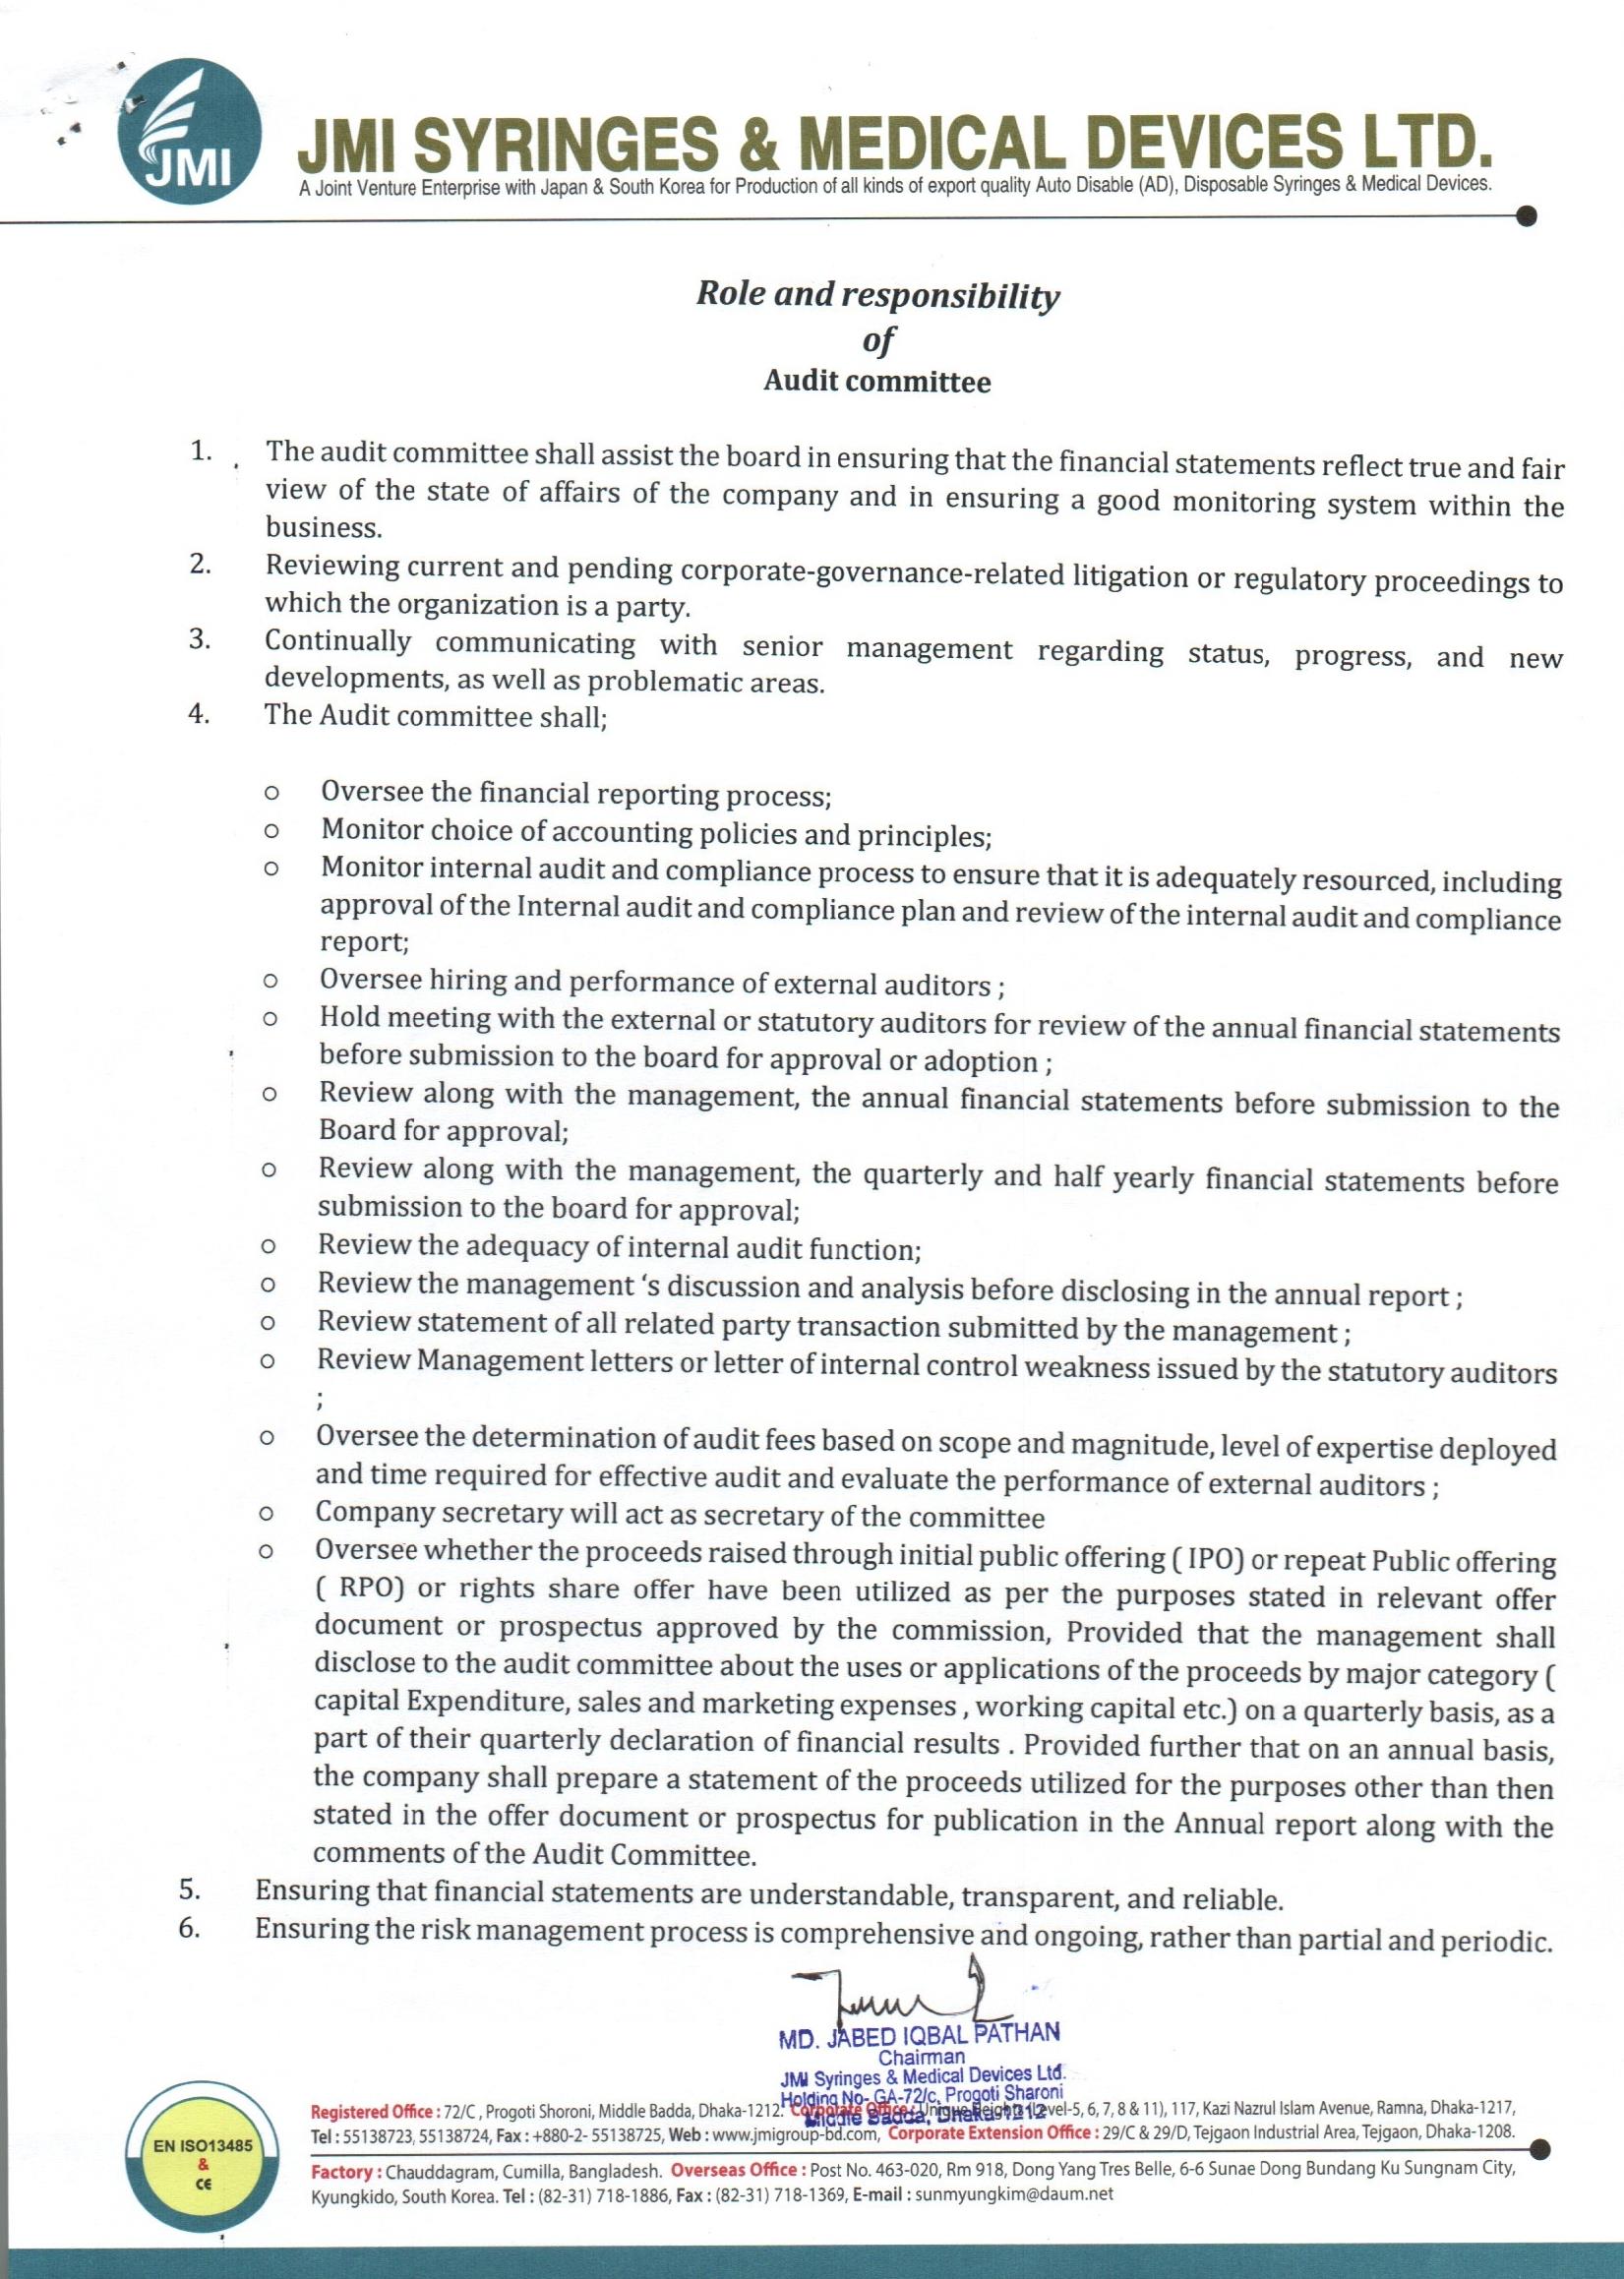 JMI
JMI SYRINGES & MEDICAL DEVICES LTD.
A Joint Venture Enterprise with Japan & South Korea for Production of all kinds of export quality Auto Disable (AD), Disposable Syringes & Medical Devices.
Role and responsibility
of
Audit committee
1. The audit committee shall assist the board in ensuring that the financial statements reflect true and fair
view of the state of affairs of the company and in ensuring a good monitoring system within the
business.
2. Reviewing current and pending corporate-governance-related litigation or regulatory proceedings to
which the organization is a party.
3. Continually communicating with senior management regarding status, progress, and new
developments, as well as problematic areas.
4. The Audit committee shall;
o Oversee the financial reporting process;
o Monitor choice of accounting policies and principles;
o Monitor internal audit and compliance process to ensure that it is adequately resourced, including
approval of the Internal audit and compliance plan and review of the internal audit and compliance
report;
o Oversee hiring and performance of external auditors ;
o Hold meeting with the external or statutory auditors for review of the annual financial statements
before submission to the board for approval or adoption ;
o Review along with the management, the annual financial statements before submission to the
Board for approval;
o Review along with the management, the quarterly and half yearly financial statements before
submission to the board for approval;
o Review the adequacy of internal audit function;
o Review the management ‘s discussion and analysis before disclosing in the annual report ;
o Review statement of all related party transaction submitted by the management ;
o Review Management letters or letter of internal control weakness issued by the statutory auditors
;
o Oversee the determination of audit fees based on scope and magnitude, level of expertise deployed
and time required for effective audit and evaluate the performance of external auditors ;
o Company secretary will act as secretary of the committee
o Oversee whether the proceeds raised through initial public offering ( IPO) or repeat Public offering
( RPO) or rights share offer have been utilized as per the purposes stated in relevant offer
document or prospectus approved by the commission, Provided that the management shall
disclose to the audit committee about the uses or applications of the proceeds by major category (
capital Expenditure, sales and marketing expenses , working capital etc.) on a quarterly basis, as a
part of their quarterly declaration of financial results . Provided further that on an annual basis,
the company shall prepare a statement of the proceeds utilized for the purposes other than then
stated in the offer document or prospectus for publication in the Annual report along with the
comments of the Audit Committee.
5. Ensuring that financial statements are understandable, transparent, and reliable.
6. Ensuring the risk management process is comprehensive and ongoing, rather than partial and periodic.
MD. JABED IQBAL PATHAN
Chairman
JMI Syringes & Medical Devices Ltd.
Holding No- GA-72/c, Progoti Sharoni
Middle Badda, Dhaka-1212
EN ISO13485
&
CE
Registered Office : 72/C , Progoti Shoroni, Middle Badda, Dhaka-1212. Corporate Office : Unique Heights (Level-5, 6, 7, 8 & 11), 117, Kazi Nazrul Islam Avenue, Ramna, Dhaka-1217,
Tel : 55138723, 55138724, Fax : +880-2- 55138725, Web : www.jmigroup-bd.com, Corporate Extension Office : 29/C & 29/D, Tejgaon Industrial Area, Tejgaon, Dhaka-1208.
Factory : Chauddagram, Cumilla, Bangladesh. Overseas Office : Post No. 463-020, Rm 918, Dong Yang Tres Belle, 6-6 Sunae Dong Bundang Ku Sungnam City,
Kyungkido, South Korea. Tel : (82-31) 718-1886, Fax : (82-31) 718-1369, E-mail : sunmyungkim@daum.net